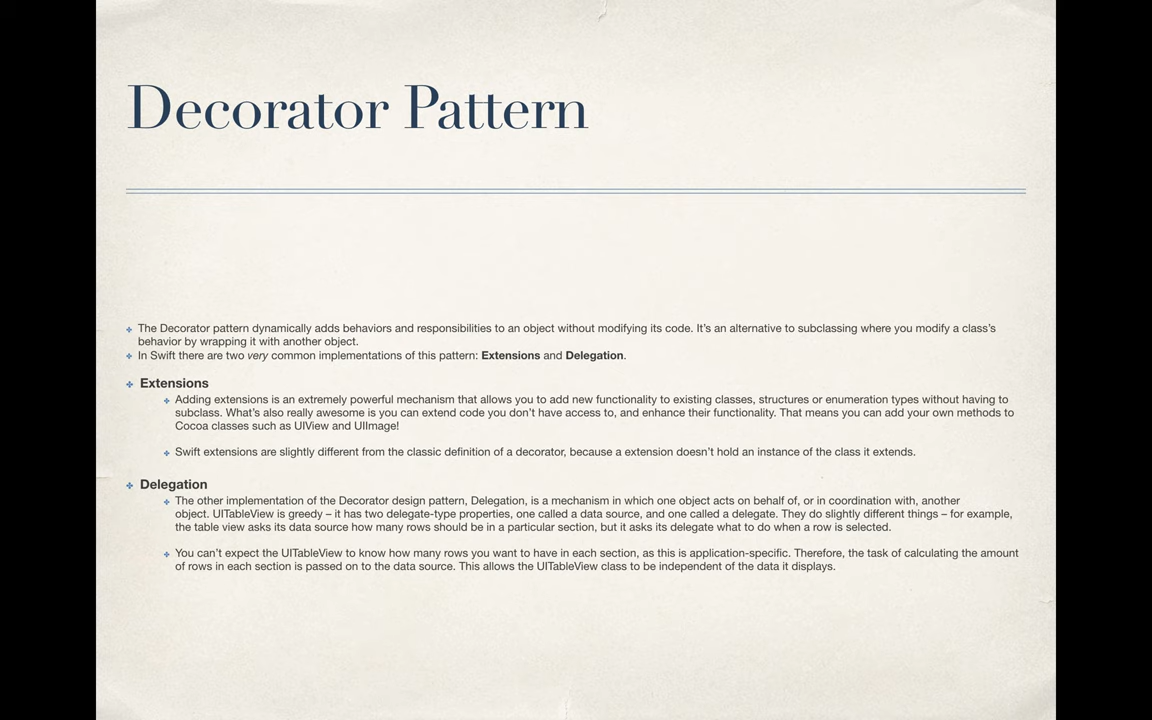 Decorator Pattern
The Decorator pattern dynamically adds behaviors and responsibilities to an object without modifying its code. It’s an alternative to subclassing where you modify a class’s
behavior by wrapping it with another object.
In Swift there are two very common implementations of this pattern: Extensions and Delegation.
Extensions
Adding extensions is an extremely powerful mechanism that allows you to add new functionality to existing classes, structures or enumeration types without having to
subclass. What’s also really awesome is you can extend code you don’t have access to, and enhance their functionality. That means you can add your own methods to
Cocoa classes such as UIView and UIImage!
Swift extensions are slightly different from the classic definition of a decorator, because a extension doesn’t hold an instance of the class it extends.
Delegation
The other implementation of the Decorator design pattern, Delegation, is a mechanism in which one object acts on behalf of, or in coordination with, another
object. UITableView is greedy – it has two delegate-type properties, one called a data source, and one called a delegate. They do slightly different things – for example,
the table view asks its data source how many rows should be in a particular section, but it asks its delegate what to do when a row is selected.
You can’t expect the UITableView to know how many rows you want to have in each section, as this is application-specific. Therefore, the task of calculating the amount
of rows in each section is passed on to the data source. This allows the UITableView class to be independent of the data it displays.